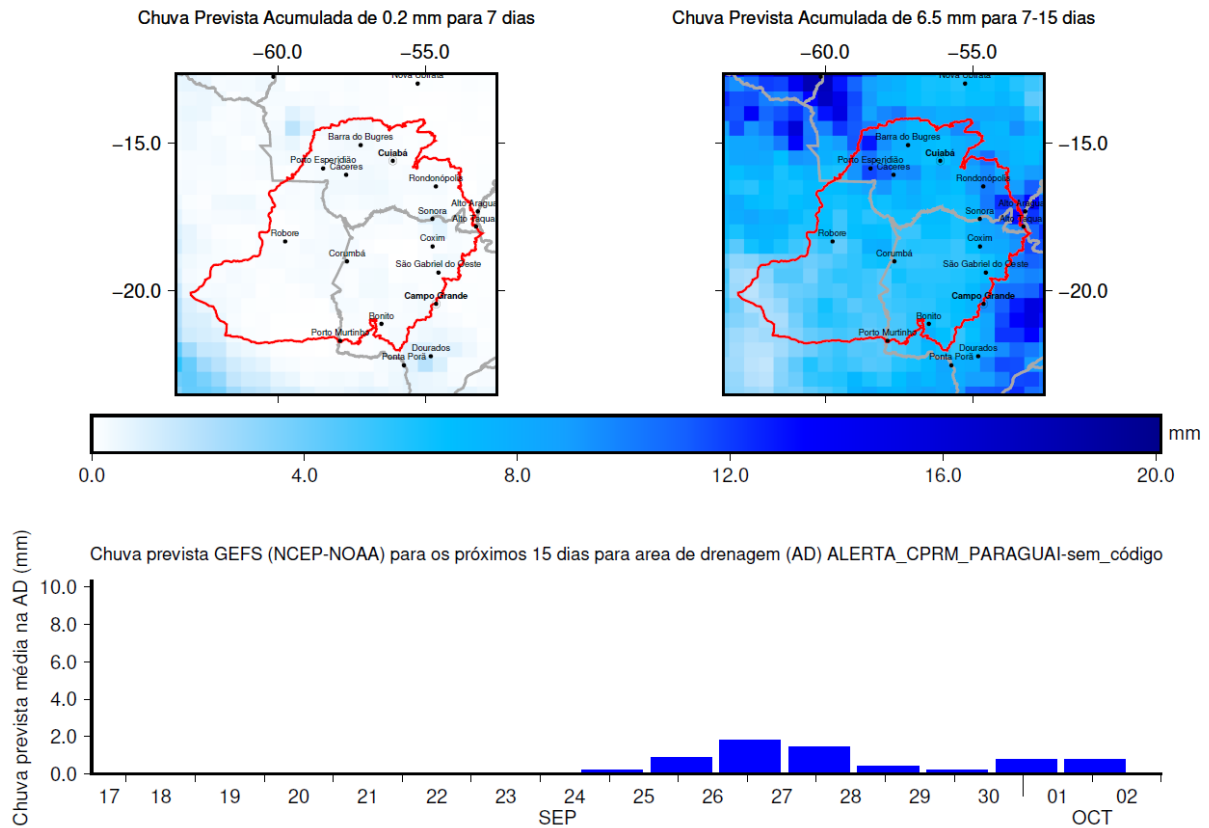 Chuva Prevista Acumulada de 0.2 mm para 7 dias
Chuva Prevista Acumulada de 6.5 mm para 7-15 dias
−60.0 −55.0
−60.0 −55.0
Barra do Bugres
Cuiabá
Porto Esperidião
Cáceres
Rondonópolis
Sonora
Robore
Coxim
Corumbá
São Gabriel do Oeste
Campo Grande
Bonito
Porto Murtinho
Dourados
Ponta Porã
−15.0
−20.0
Barra do Bugres
Cuiabá
Porto Esperidião
Cáceres
Rondonópolis
Sonora
Robore
Coxim
Corumbá
São Gabriel do Oeste
Campo Grande
Bonito
Porto Murtinho
Dourados
Ponta Porã
−15.0
−20.0
mm
0.0 4.0 8.0 12.0 16.0 20.0
Chuva prevista GEFS (NCEP-NOAA) para os próximos 15 dias para area de drenagem (AD) ALERTA_CPRM_PARAGUAI-sem_código
Chuva prevista média na AD (mm)
10.0
8.0
6.0
4.0
2.0
0.0
17 18 19 20 21 22 23 24 25 26 27 28 29 30 01 02
SEP OCT